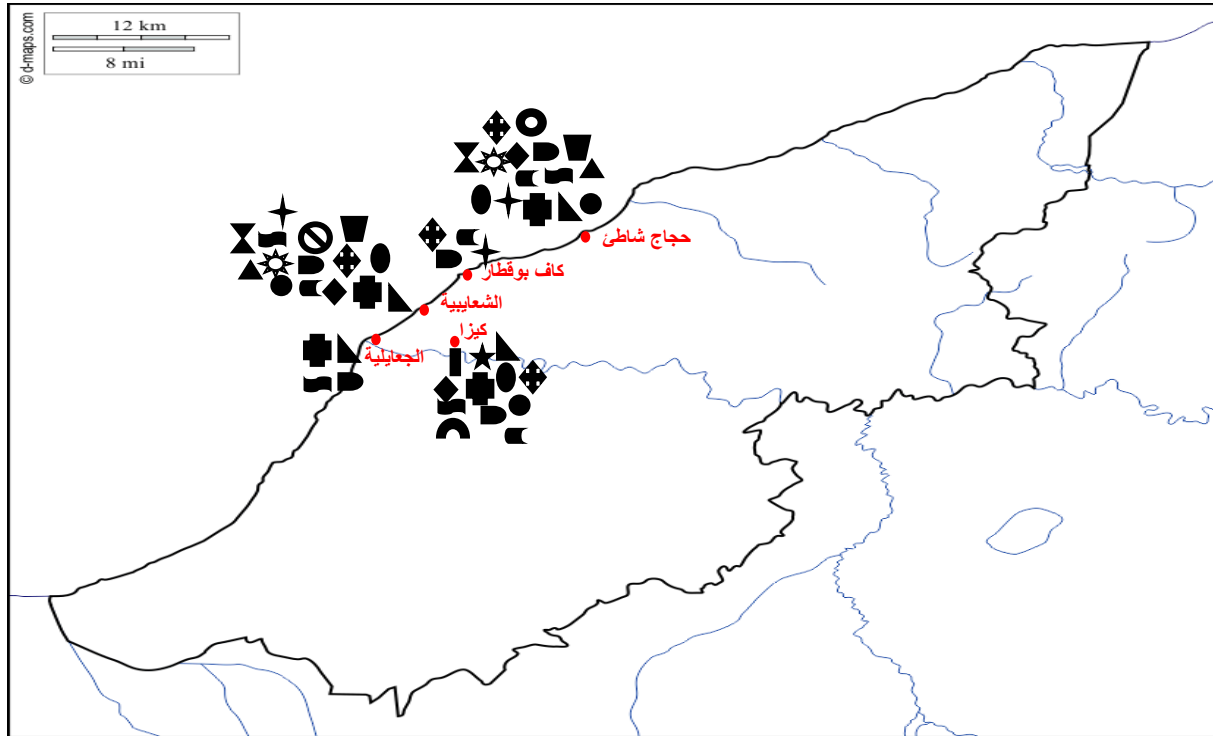 12 km
8 mi
© d-maps.com
حجاج شاطئ
كاف بوقطار
الشعايبية
كيزا
الجعايلية